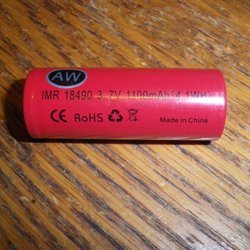 AW
IMR 18490 3.7V 1100mAh(4.1WH)
CE RoHS
Made in China